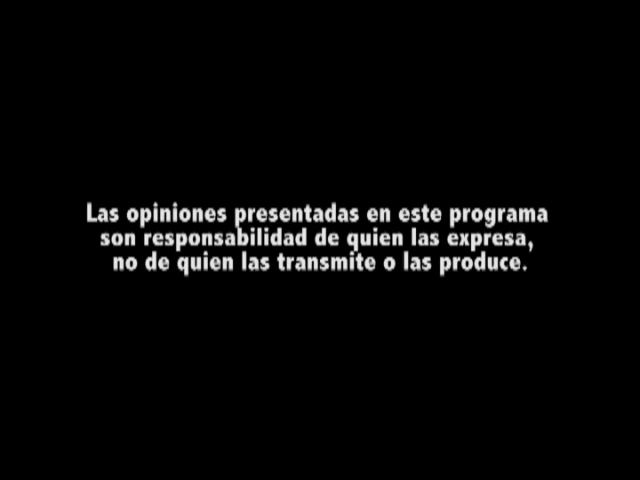 Las opiniones presentadas en este programa
son responsabilidad de quien las expresa,
no de quien las transmite o las produce.